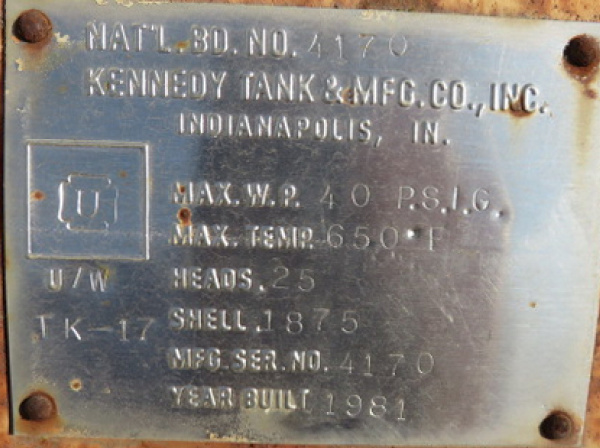 NAT'L. BD. NO. 4170
KENNEDY TANK & MFG. CO., INC.
INDIANAPOLIS, IN.
U
MAX. W.P. 40 P.S.I.G.
MAX. TEMP. 650°F
U/W HEADS .25
TK-17 SHELL .1875
MFG. SER. NO. 4170
YEAR BUILT 1981